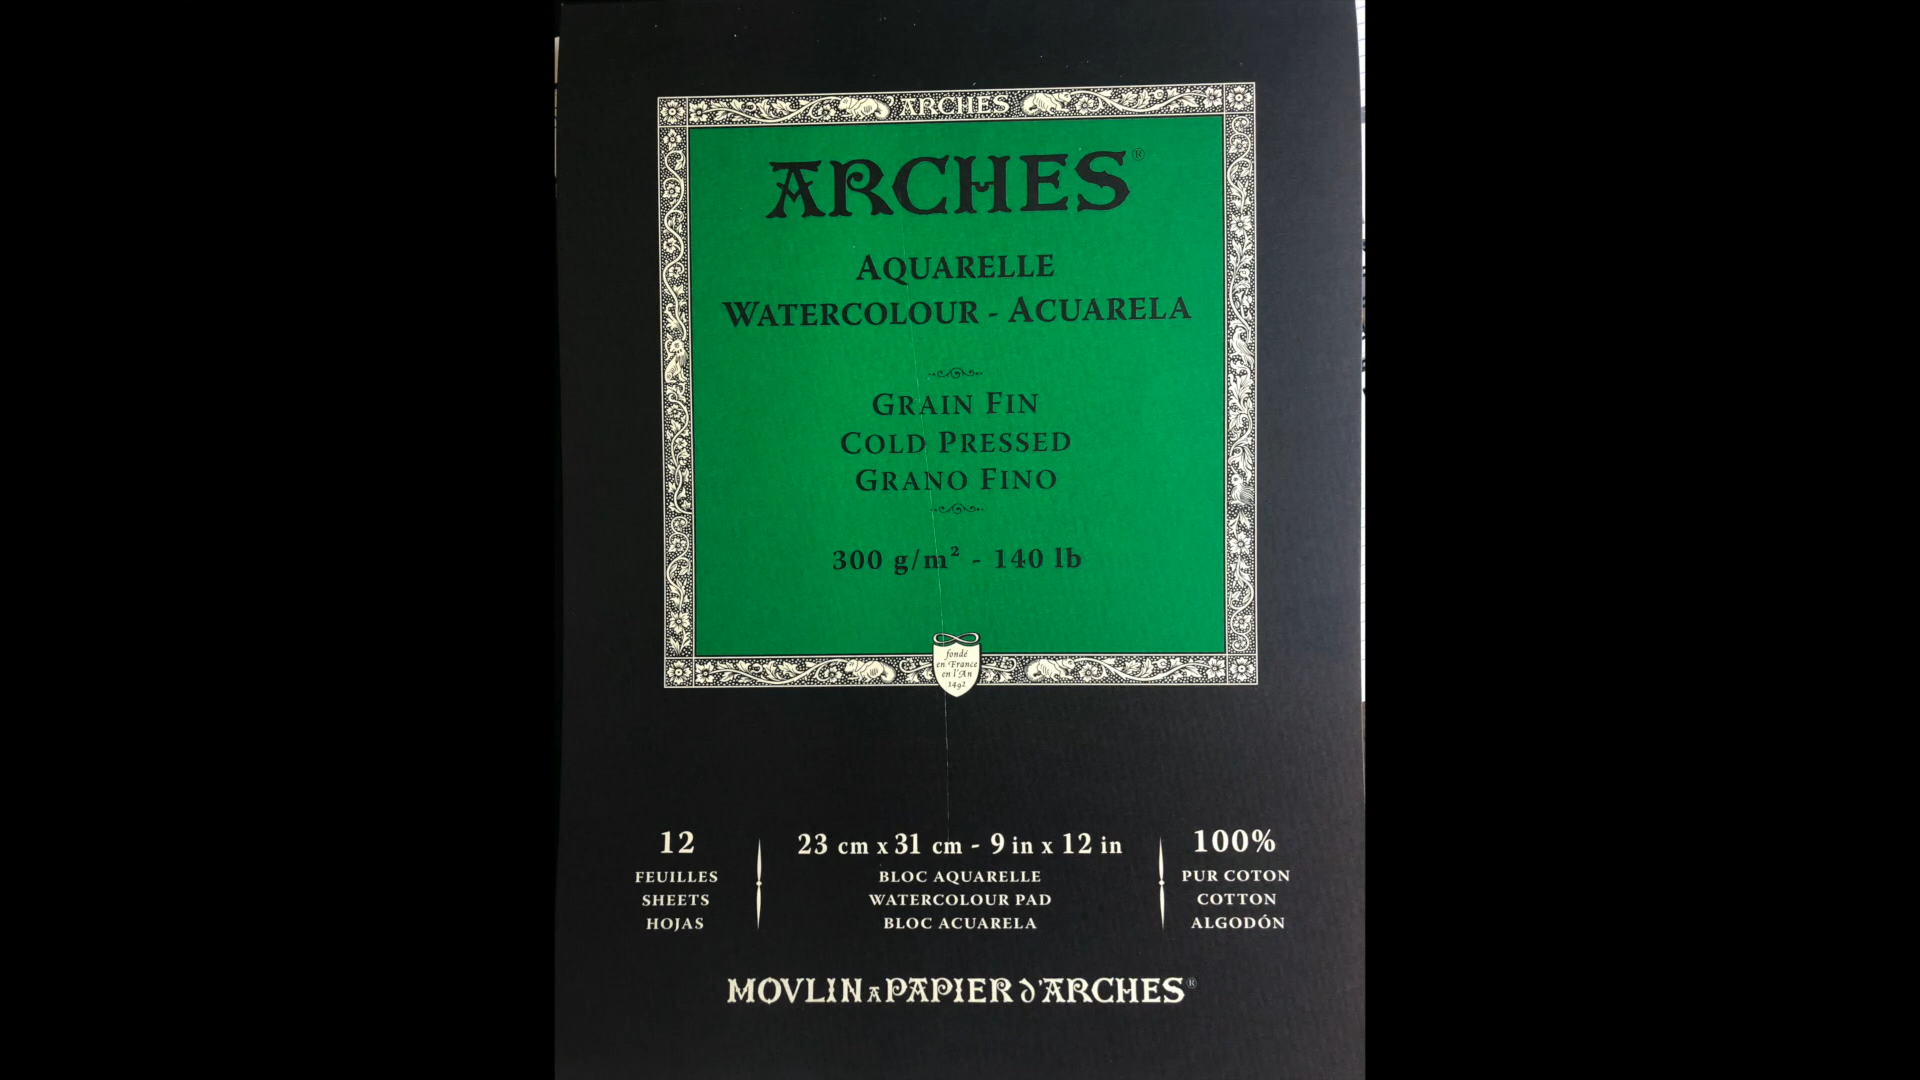 ARCHES
ARCHES®
AQUARELLE
WATERCOLOUR - ACUARELA
GRAIN FIN
COLD PRESSED
GRANO FINO
300 g/m² - 140 lb
fondé
en France
en l'An
1492
12
FEUILLES
SHEETS
HOJAS
23 cm x 31 cm - 9 in x 12 in
BLOC AQUARELLE
WATERCOLOUR PAD
BLOC ACUARELA
100%
PUR COTON
COTTON
ALGODÓN
MOVLIN A PAPIER D'ARCHES®